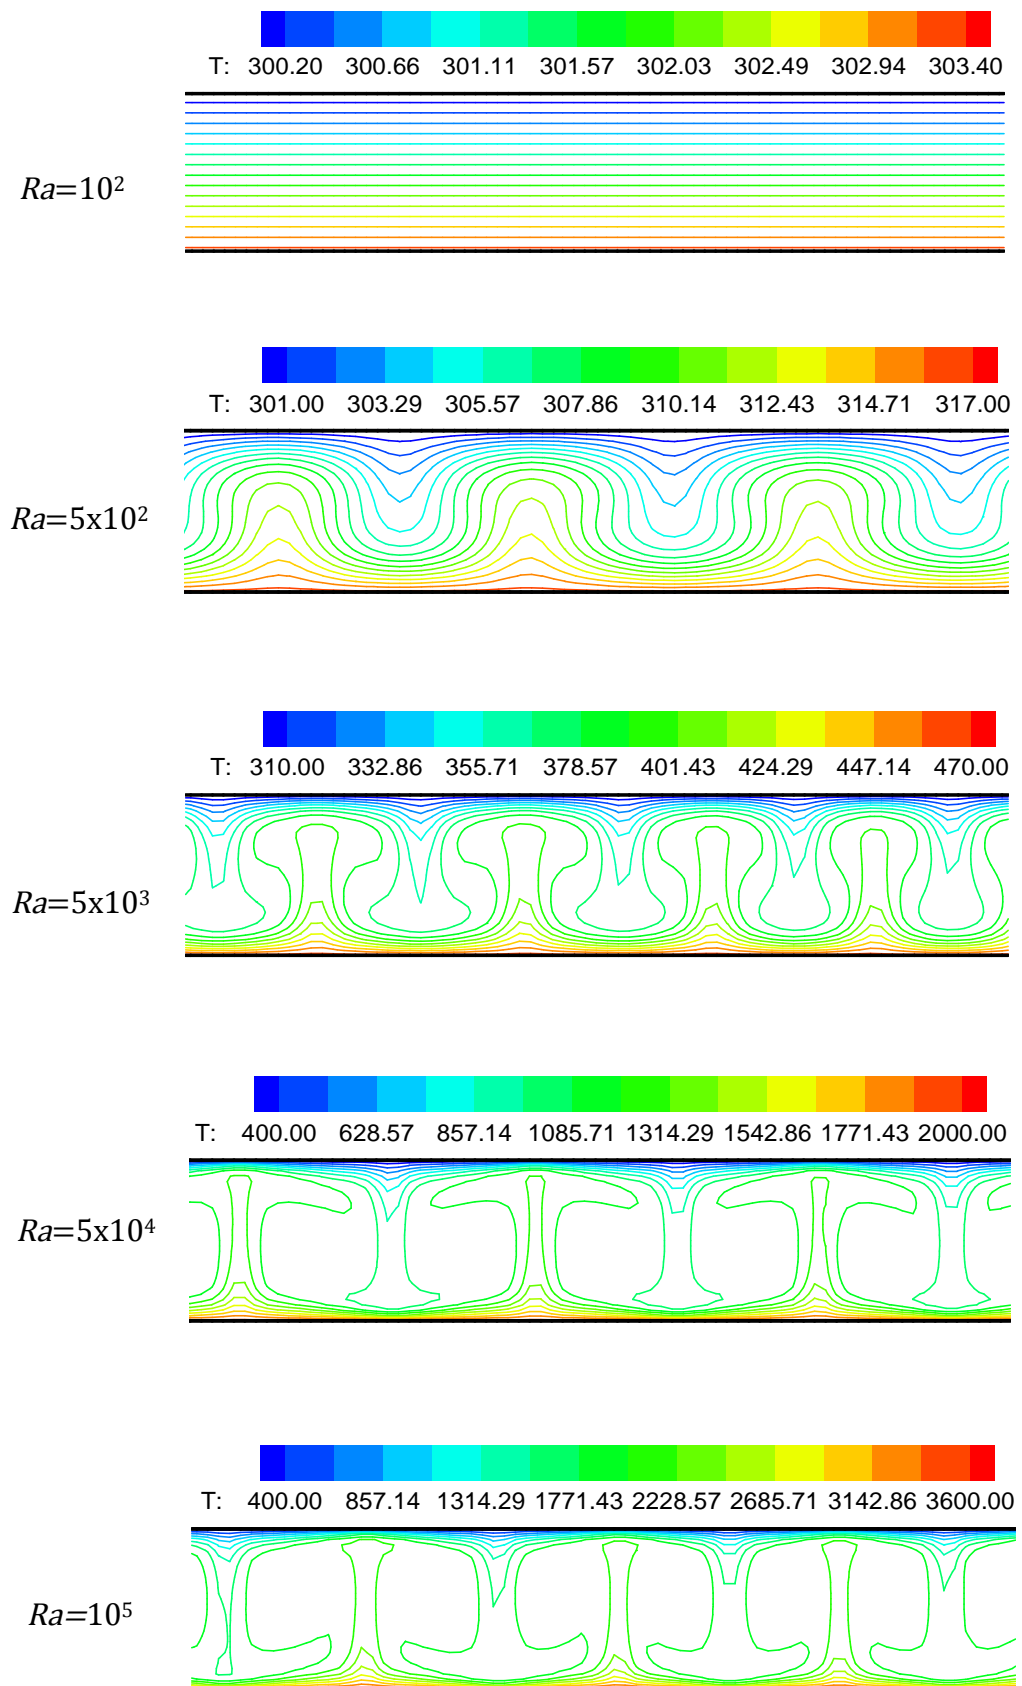 T: 300.20 300.66 301.11 301.57 302.03 302.49 302.94 303.40
Ra=10²
T: 301.00 303.29 305.57 307.86 310.14 312.43 314.71 317.00
Ra=5x10²
T: 310.00 332.86 355.71 378.57 401.43 424.29 447.14 470.00
Ra=5x10³
T: 400.00 628.57 857.14 1085.71 1314.29 1542.86 1771.43 2000.00
Ra=5x10⁴
T: 400.00 857.14 1314.29 1771.43 2228.57 2685.71 3142.86 3600.00
Ra=10⁵